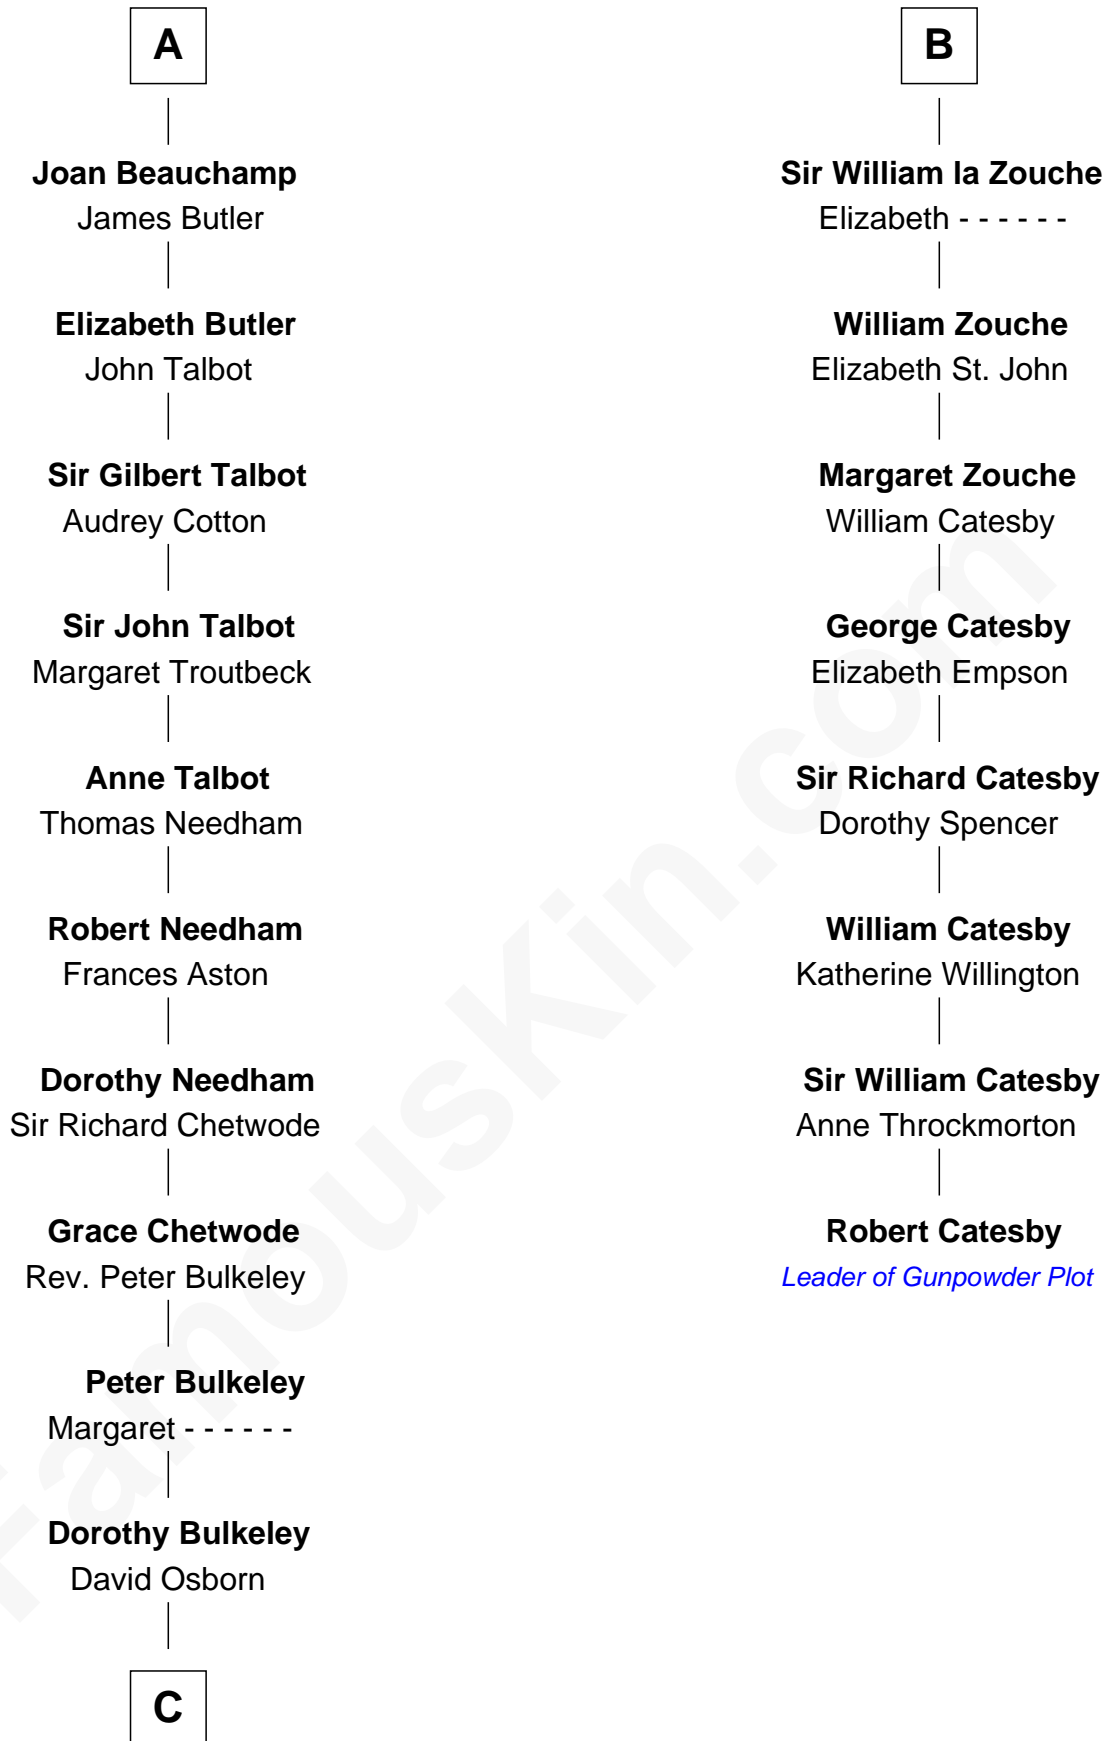 A
Joan Beauchamp
James Butler
Elizabeth Butler
John Talbot
Sir Gilbert Talbot
Audrey Cotton
Sir John Talbot
Margaret Troutbeck
Anne Talbot
Thomas Needham
Robert Needham
Frances Aston
Dorothy Needham
Sir Richard Chetwode
Grace Chetwode
Rev. Peter Bulkeley
Peter Bulkeley
Margaret - - - - - -
Dorothy Bulkeley
David Osborn
C
B
Sir William la Zouche
Elizabeth - - - - - -
William Zouche
Elizabeth St. John
Margaret Zouche
William Catesby
George Catesby
Elizabeth Empson
Sir Richard Catesby
Dorothy Spencer
William Catesby
Katherine Willington
Sir William Catesby
Anne Throckmorton
Robert Catesby
Leader of Gunpowder Plot
FamousKin.com